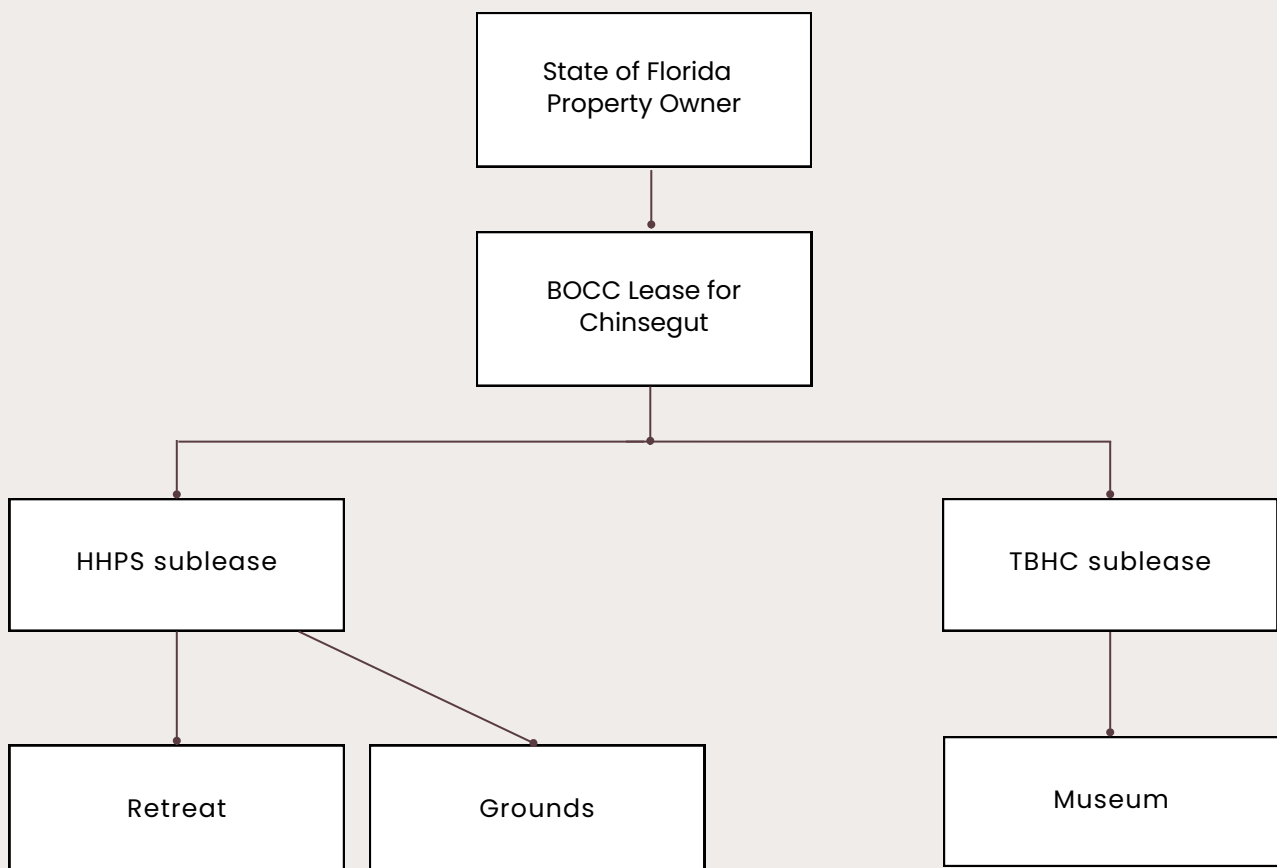 State of Florida
Property Owner
BOCC Lease for
Chinsegut
HHPS sublease
TBHC sublease
Retreat
Grounds
Museum